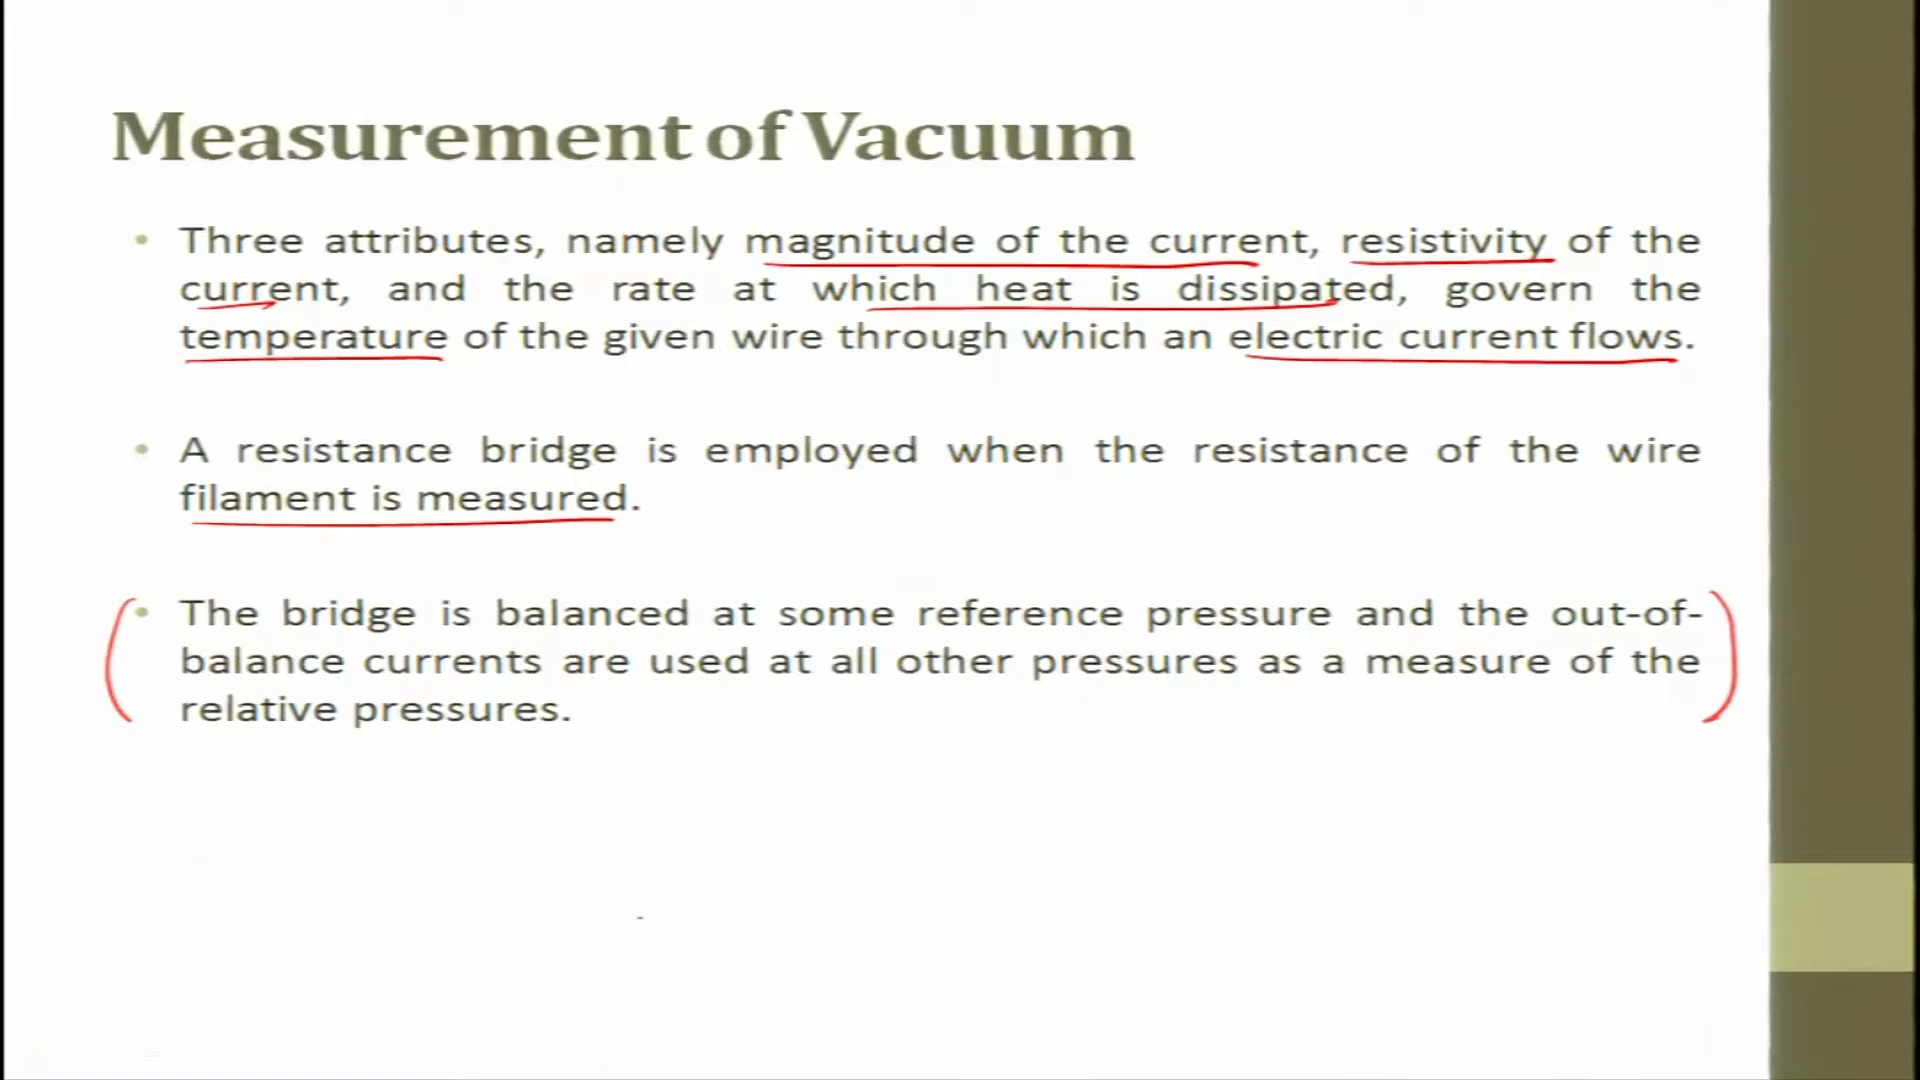 Measurement of Vacuum
• Three attributes, namely magnitude of the current, resistivity of the
current, and the rate at which heat is dissipated, govern the
temperature of the given wire through which an electric current flows.
• A resistance bridge is employed when the resistance of the wire
filament is measured.
• The bridge is balanced at some reference pressure and the out-of-
balance currents are used at all other pressures as a measure of the
relative pressures.